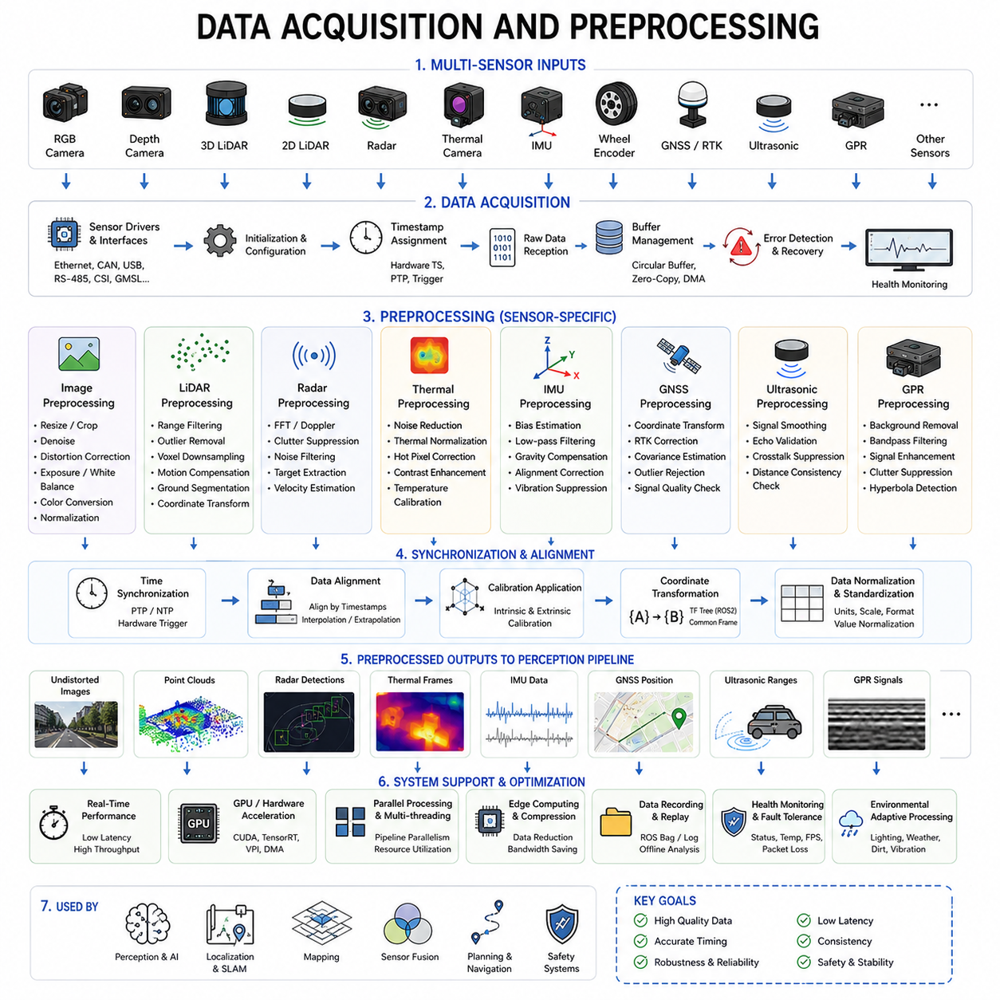 DATA ACQUISITION AND PREPROCESSING
1. MULTI-SENSOR INPUTS
RGB
Camera
Depth
Camera
3D LiDAR
2D LiDAR
Radar
Thermal
Camera
IMU
Wheel
Encoder
GNSS / RTK
Ultrasonic
GPR
...
Other
Sensors
2. DATA ACQUISITION
Sensor Drivers
& Interfaces
Ethernet, CAN, USB,
RS-485, CSI, GMSL...
Initialization &
Configuration
Timestamp
Assignment
Hardware TS,
PTP, Trigger
1010
0101
1101
Raw Data
Reception
Buffer
Management
Circular Buffer,
Zero-Copy, DMA
Error Detection
& Recovery
Health Monitoring
3. PREPROCESSING (SENSOR-SPECIFIC)
Image
Preprocessing
• Resize / Crop
• Denoise
• Distortion Correction
• Exposure / White
Balance
• Color Conversion
• Normalization
LiDAR
Preprocessing
• Range Filtering
• Outlier Removal
• Voxel Downsampling
• Motion Compensation
• Ground Segmentation
• Coordinate Transform
Radar
Preprocessing
• FFT / Doppler
• Clutter Suppression
• Noise Filtering
• Target Extraction
• Velocity Estimation
Thermal
Preprocessing
• Noise Reduction
• Thermal Normalization
• Hot Pixel Correction
• Contrast Enhancement
• Temperature
Calibration
Z
Y
X
IMU
Preprocessing
• Bias Estimation
• Low-pass Filtering
• Gravity Compensation
• Alignment Correction
• Vibration Suppression
GNSS
Preprocessing
• Coordinate Transform
• RTK Correction
• Covariance Estimation
• Outlier Rejection
• Signal Quality Check
Ultrasonic
Preprocessing
• Signal Smoothing
• Echo Validation
• Crosstalk Suppression
• Distance Consistency
Check
GPR
Preprocessing
• Background Removal
• Bandpass Filtering
• Signal Enhancement
• Clutter Suppression
• Hyperbola Detection
4. SYNCHRONIZATION & ALIGNMENT
Time
Synchronization
PTP / NTP
Hardware Trigger
Data Alignment
Align by Timestamps
Interpolation / Extrapolation
Calibration Application
Intrinsic & Extrinsic
Calibration
Coordinate
Transformation
{A} → {B}
TF Tree (ROS2)
Common Frame
Data Normalization
& Standardization
Units, Scale, Format
Value Normalization
5. PREPROCESSED OUTPUTS TO PERCEPTION PIPELINE
Undistorted
Images
Point Clouds
Radar Detections
Thermal Frames
IMU Data
GNSS Position
Ultrasonic Ranges
GPR Signals
...
6. SYSTEM SUPPORT & OPTIMIZATION
Real-Time
Performance
Low Latency
High Throughput
GPU
GPU / Hardware
Acceleration
CUDA, TensorRT,
VPI, DMA
Parallel Processing
& Multi-threading
Pipeline Parallelism
Resource Utilization
Edge Computing
& Compression
Data Reduction
Bandwidth Saving
Data Recording
& Replay
ROS Bag / Log
Offline Analysis
Health Monitoring
& Fault Tolerance
Status, Temp, FPS,
Packet Loss
Environmental
Adaptive Processing
Lighting, Weather,
Dirt, Vibration
7. USED BY
Perception & AI
Localization
& SLAM
Mapping
Sensor Fusion
Planning &
Navigation
Safety
Systems
KEY GOALS
High Quality Data
Accurate Timing
Robustness & Reliability
Low Latency
Consistency
Safety & Stability